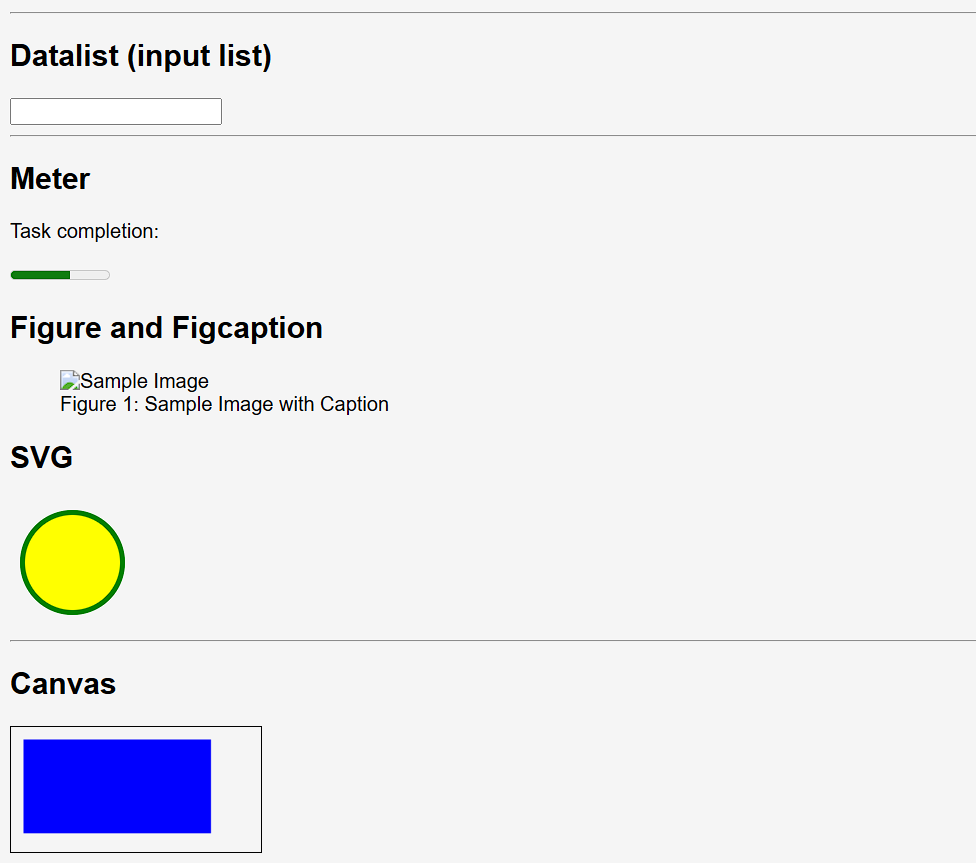 Datalist (input list)
Meter
Task completion:
Figure and Figcaption
Sample Image
Figure 1: Sample Image with Caption
SVG
Canvas